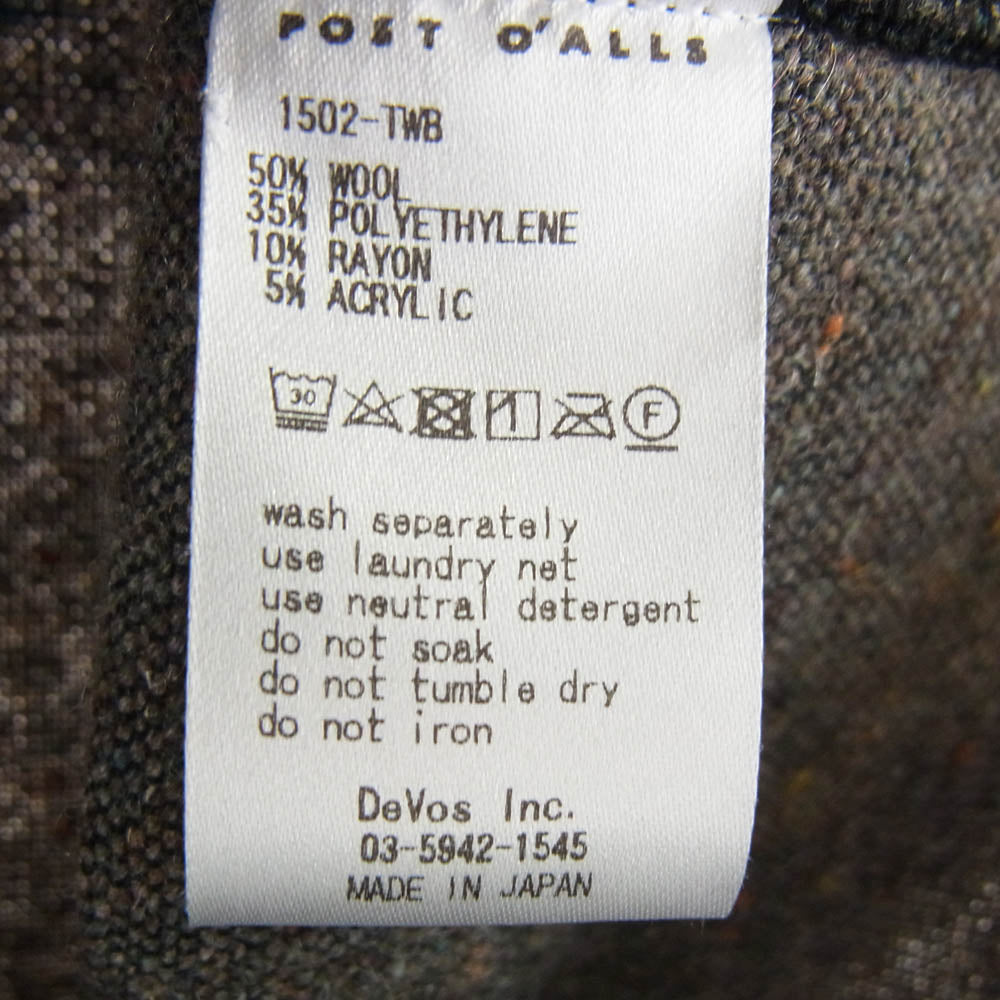 POST O'ALLS
1502-TWB
50% WOOL
35% POLYETHYLENE
10% RAYON
5% ACRYLIC
30
F
wash separately
use laundry net
use neutral detergent
do not soak
do not tumble dry
do not iron
DeVos Inc.
03-5942-1545
MADE IN JAPAN